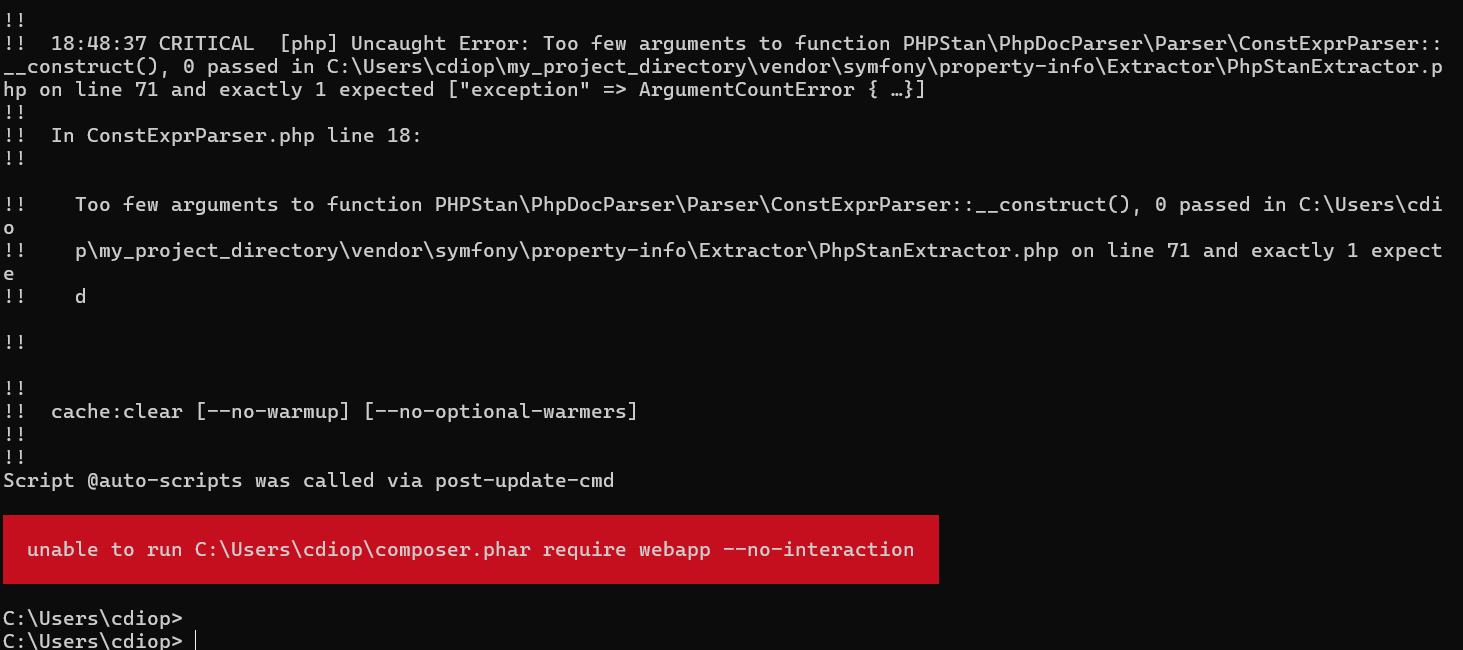 !!
!!  18:48:37 CRITICAL  [php] Uncaught Error: Too few arguments to function PHPStan\PhpDocParser\Parser\ConstExprParser::
__construct(), 0 passed in C:\Users\cdiop\my_project_directory\vendor\symfony\property-info\Extractor\PhpStanExtractor.p
hp on line 71 and exactly 1 expected ["exception" => ArgumentCountError { …}]
!!
!!  In ConstExprParser.php line 18:
!!
!!    Too few arguments to function PHPStan\PhpDocParser\Parser\ConstExprParser::__construct(), 0 passed in C:\Users\cdi
o
!!    p\my_project_directory\vendor\symfony\property-info\Extractor\PhpStanExtractor.php on line 71 and exactly 1 expect
e
!!    d
!!
!!
!!  cache:clear [--no-warmup] [--no-optional-warmers]
!!
!!
Script @auto-scripts was called via post-update-cmd
unable to run C:\Users\cdiop\composer.phar require webapp --no-interaction
C:\Users\cdiop>
C:\Users\cdiop>